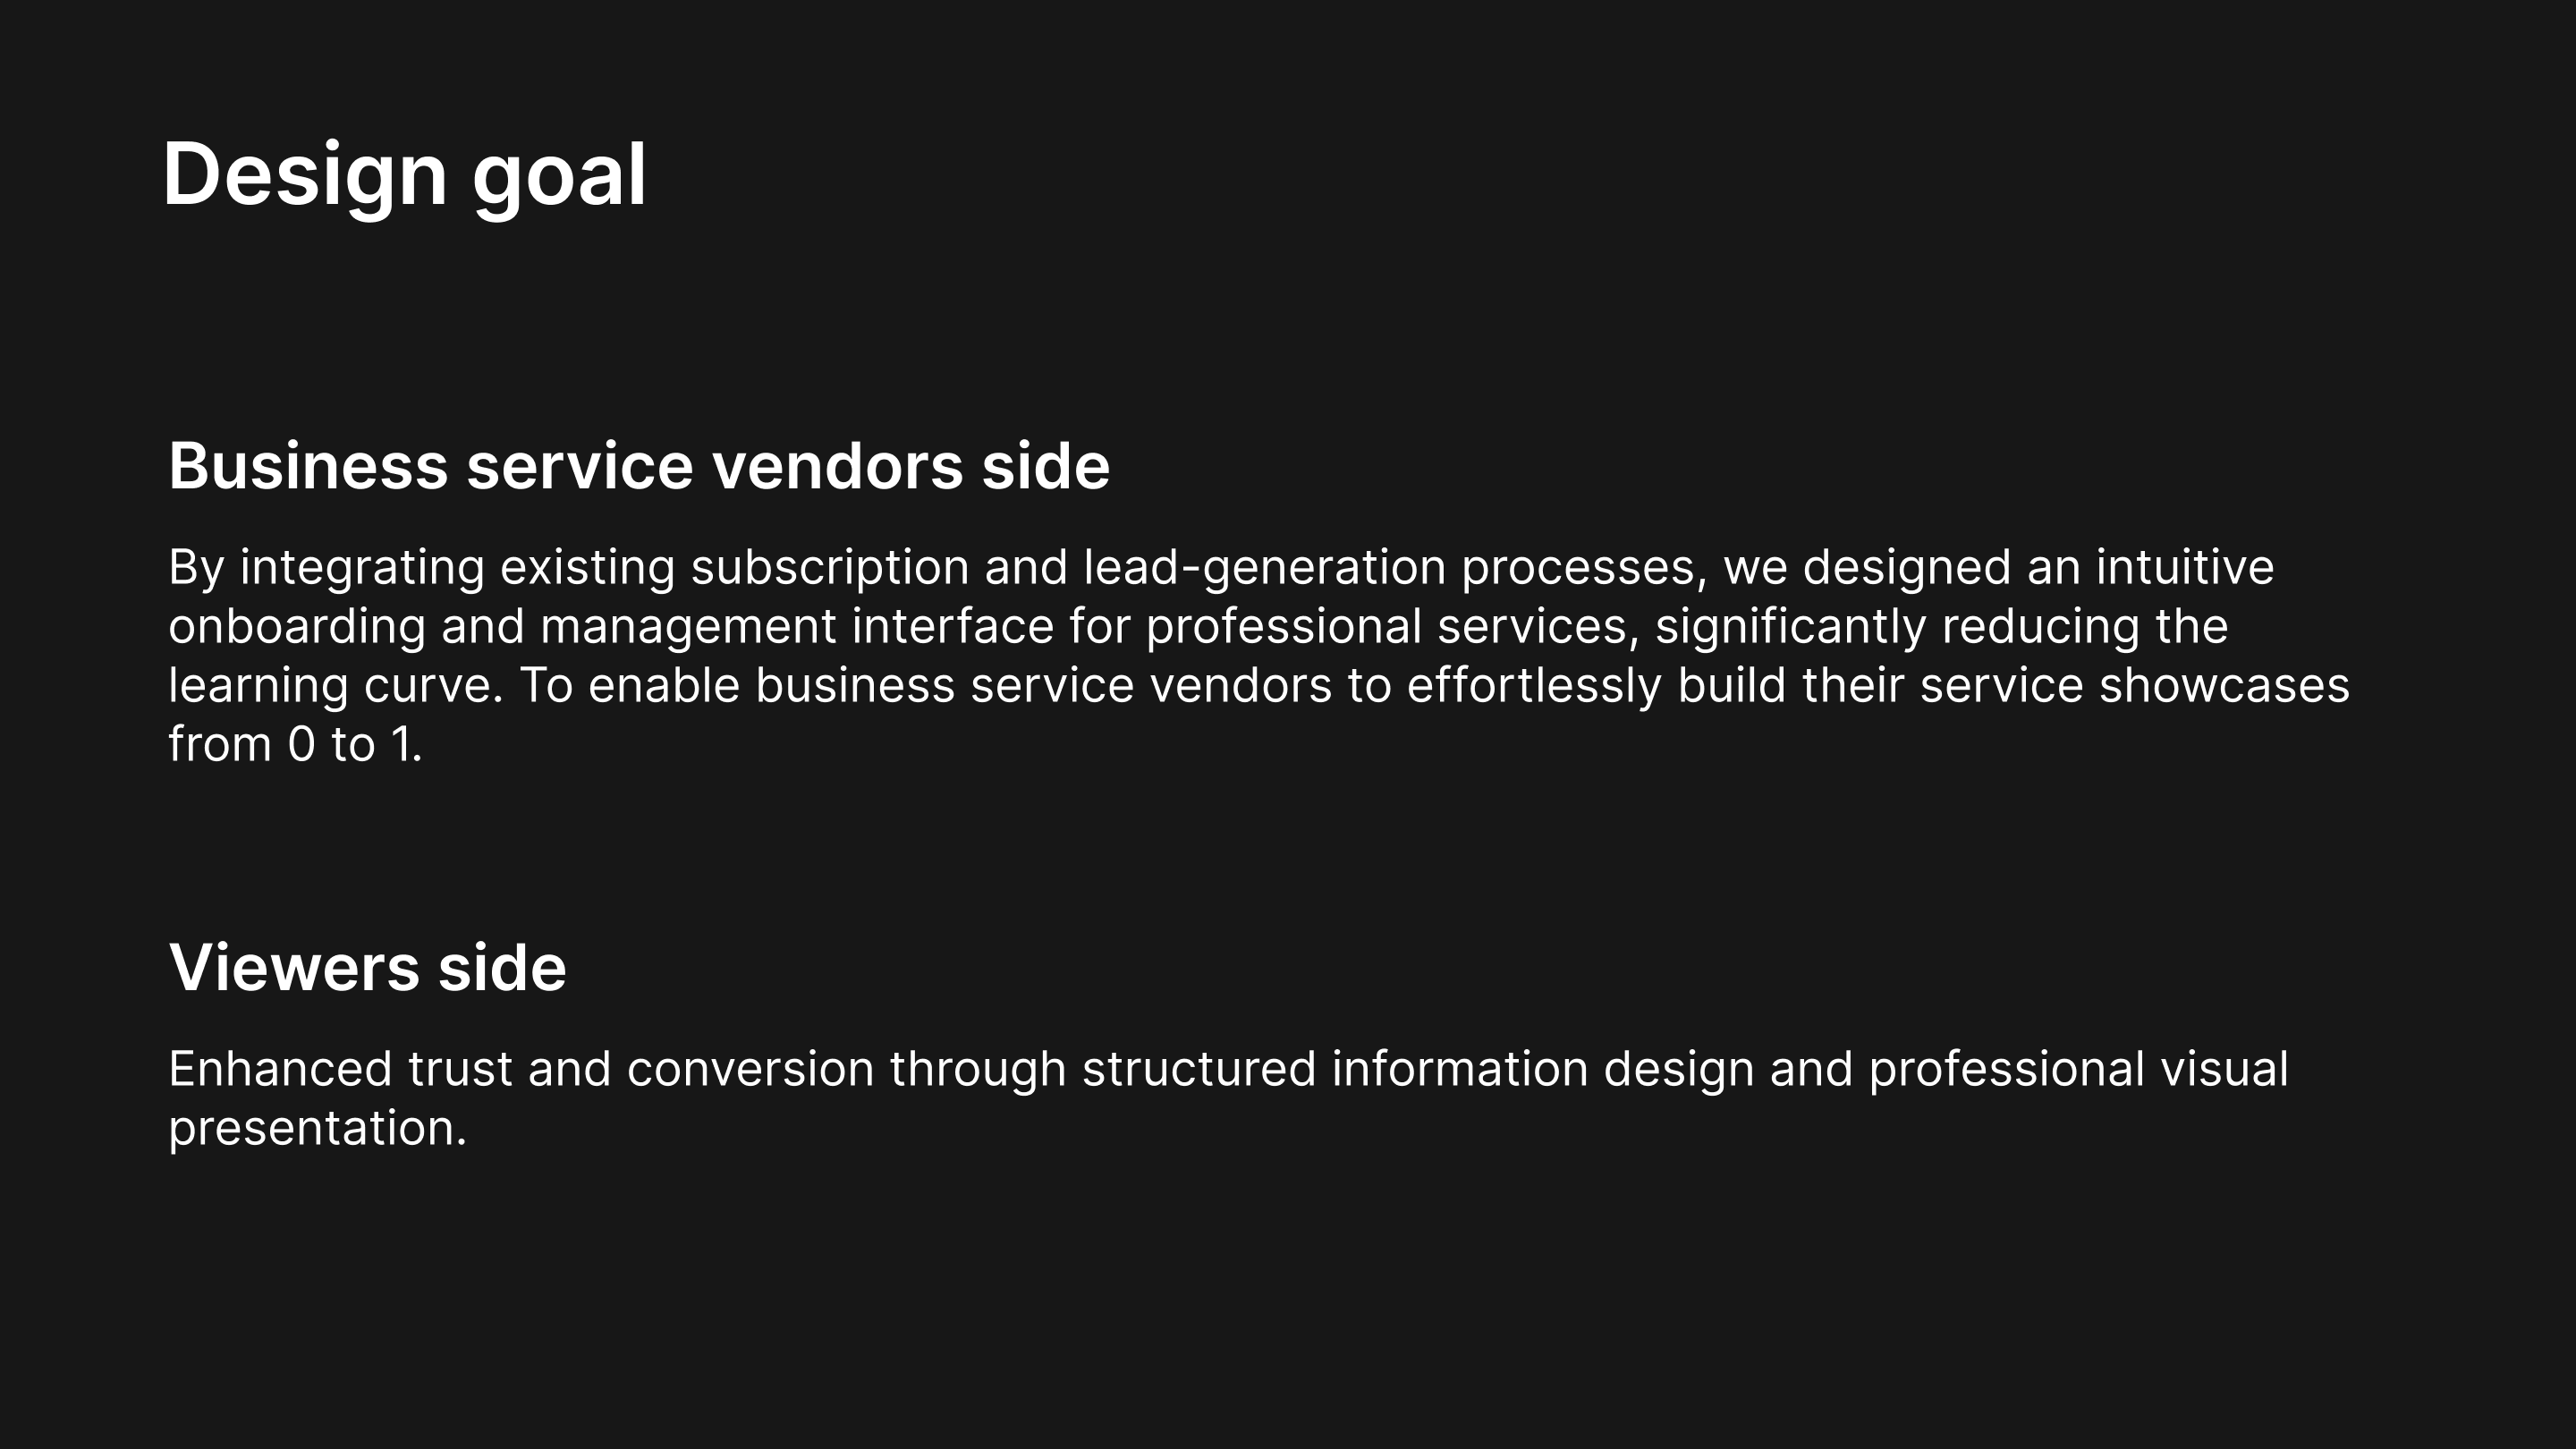 Design goal
Business service vendors side
By integrating existing subscription and lead-generation processes, we designed an intuitive
onboarding and management interface for professional services, significantly reducing the
learning curve. To enable business service vendors to effortlessly build their service showcases
from 0 to 1.
Viewers side
Enhanced trust and conversion through structured information design and professional visual
presentation.